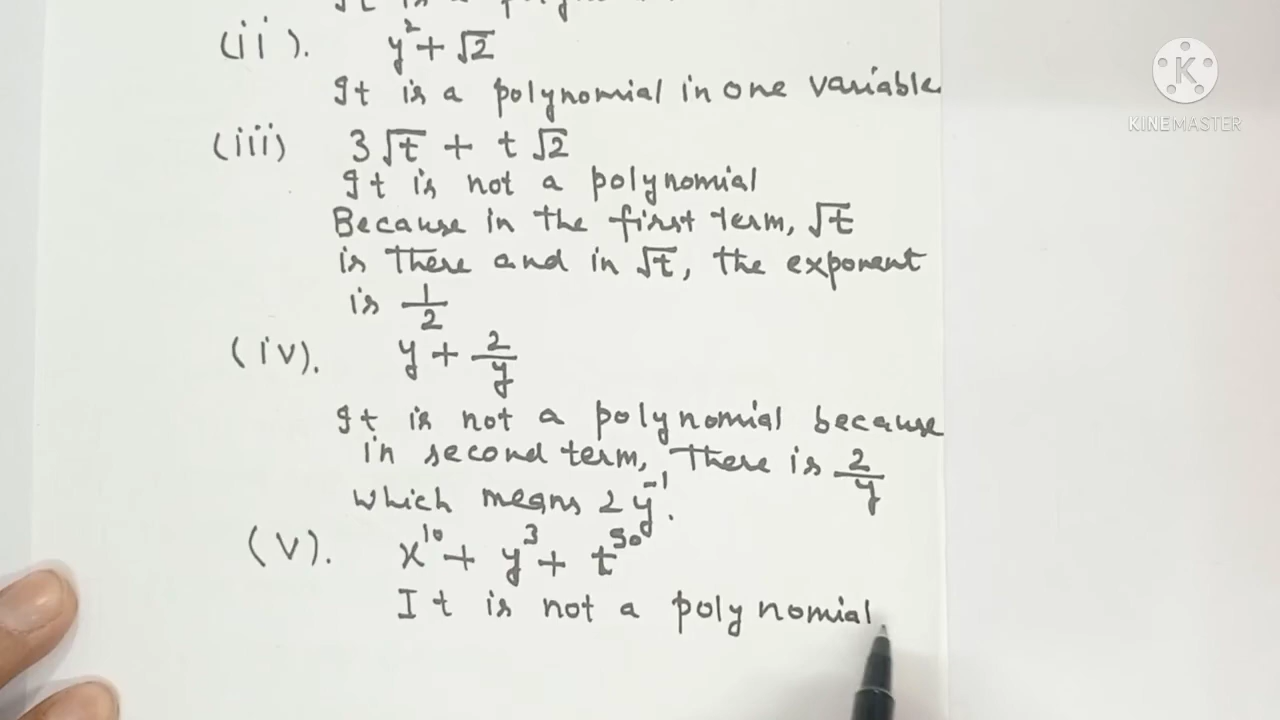 is a
(ii). y² + √2
It is a polynomial in one variable
(iii) 3√t + t√2
It is not a polynomial
Because in the first term, √t
is there and in √t, the exponent
is 1/2
(iv). y + 2/y
It is not a polynomial because
in second term, there is 2/y
which means 2y⁻¹.
(v). x¹⁰ + y³ + t⁵⁰
It is not a polynomial
K
KINEMASTER